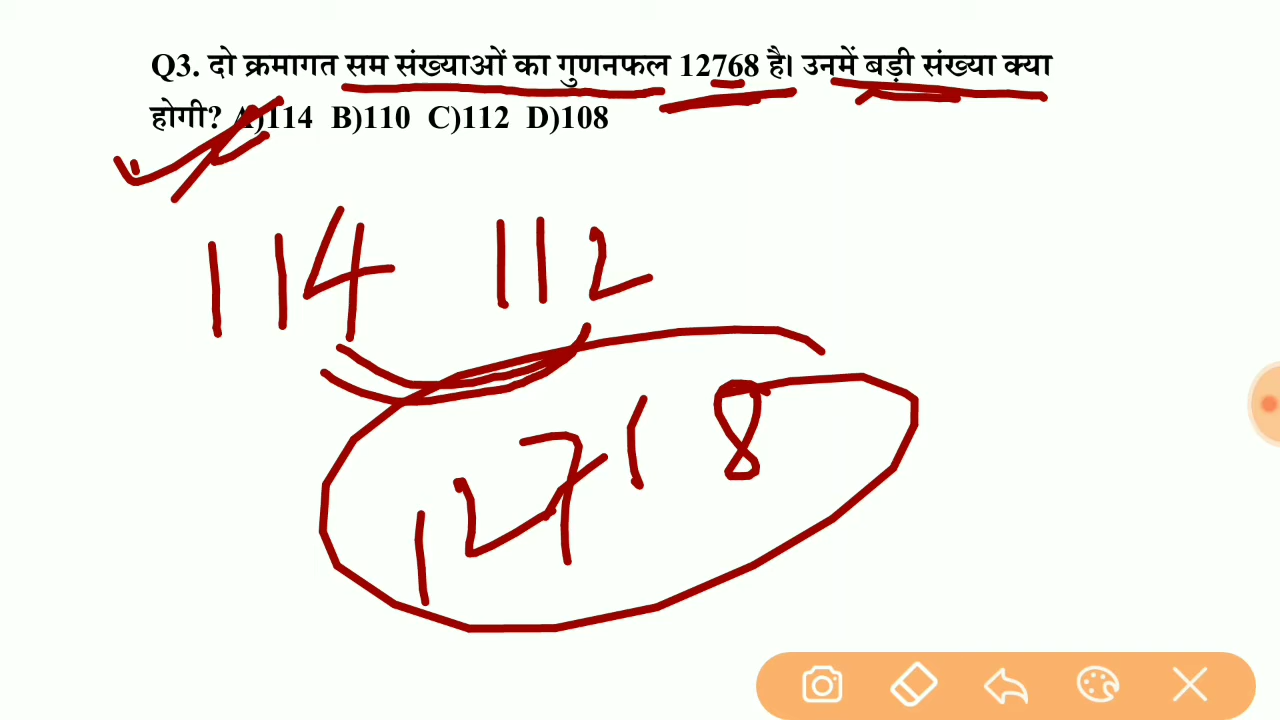 Q3. दो क्रमागत सम संख्याओं का गुणनफल 12768 है। उनमें बड़ी संख्या क्या
होगी? A)114 B)110 C)112 D)108
114 112
12718